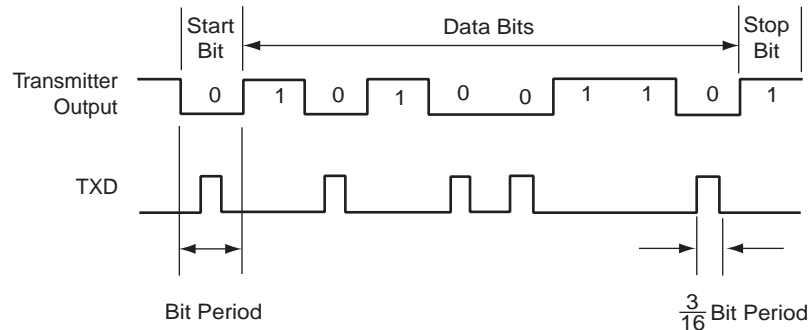 Start
Bit
Data Bits
Stop
Bit
Transmitter
Output
0 1 0 1 0 0 1 1 0 1
TXD
Bit Period
3/16 Bit Period